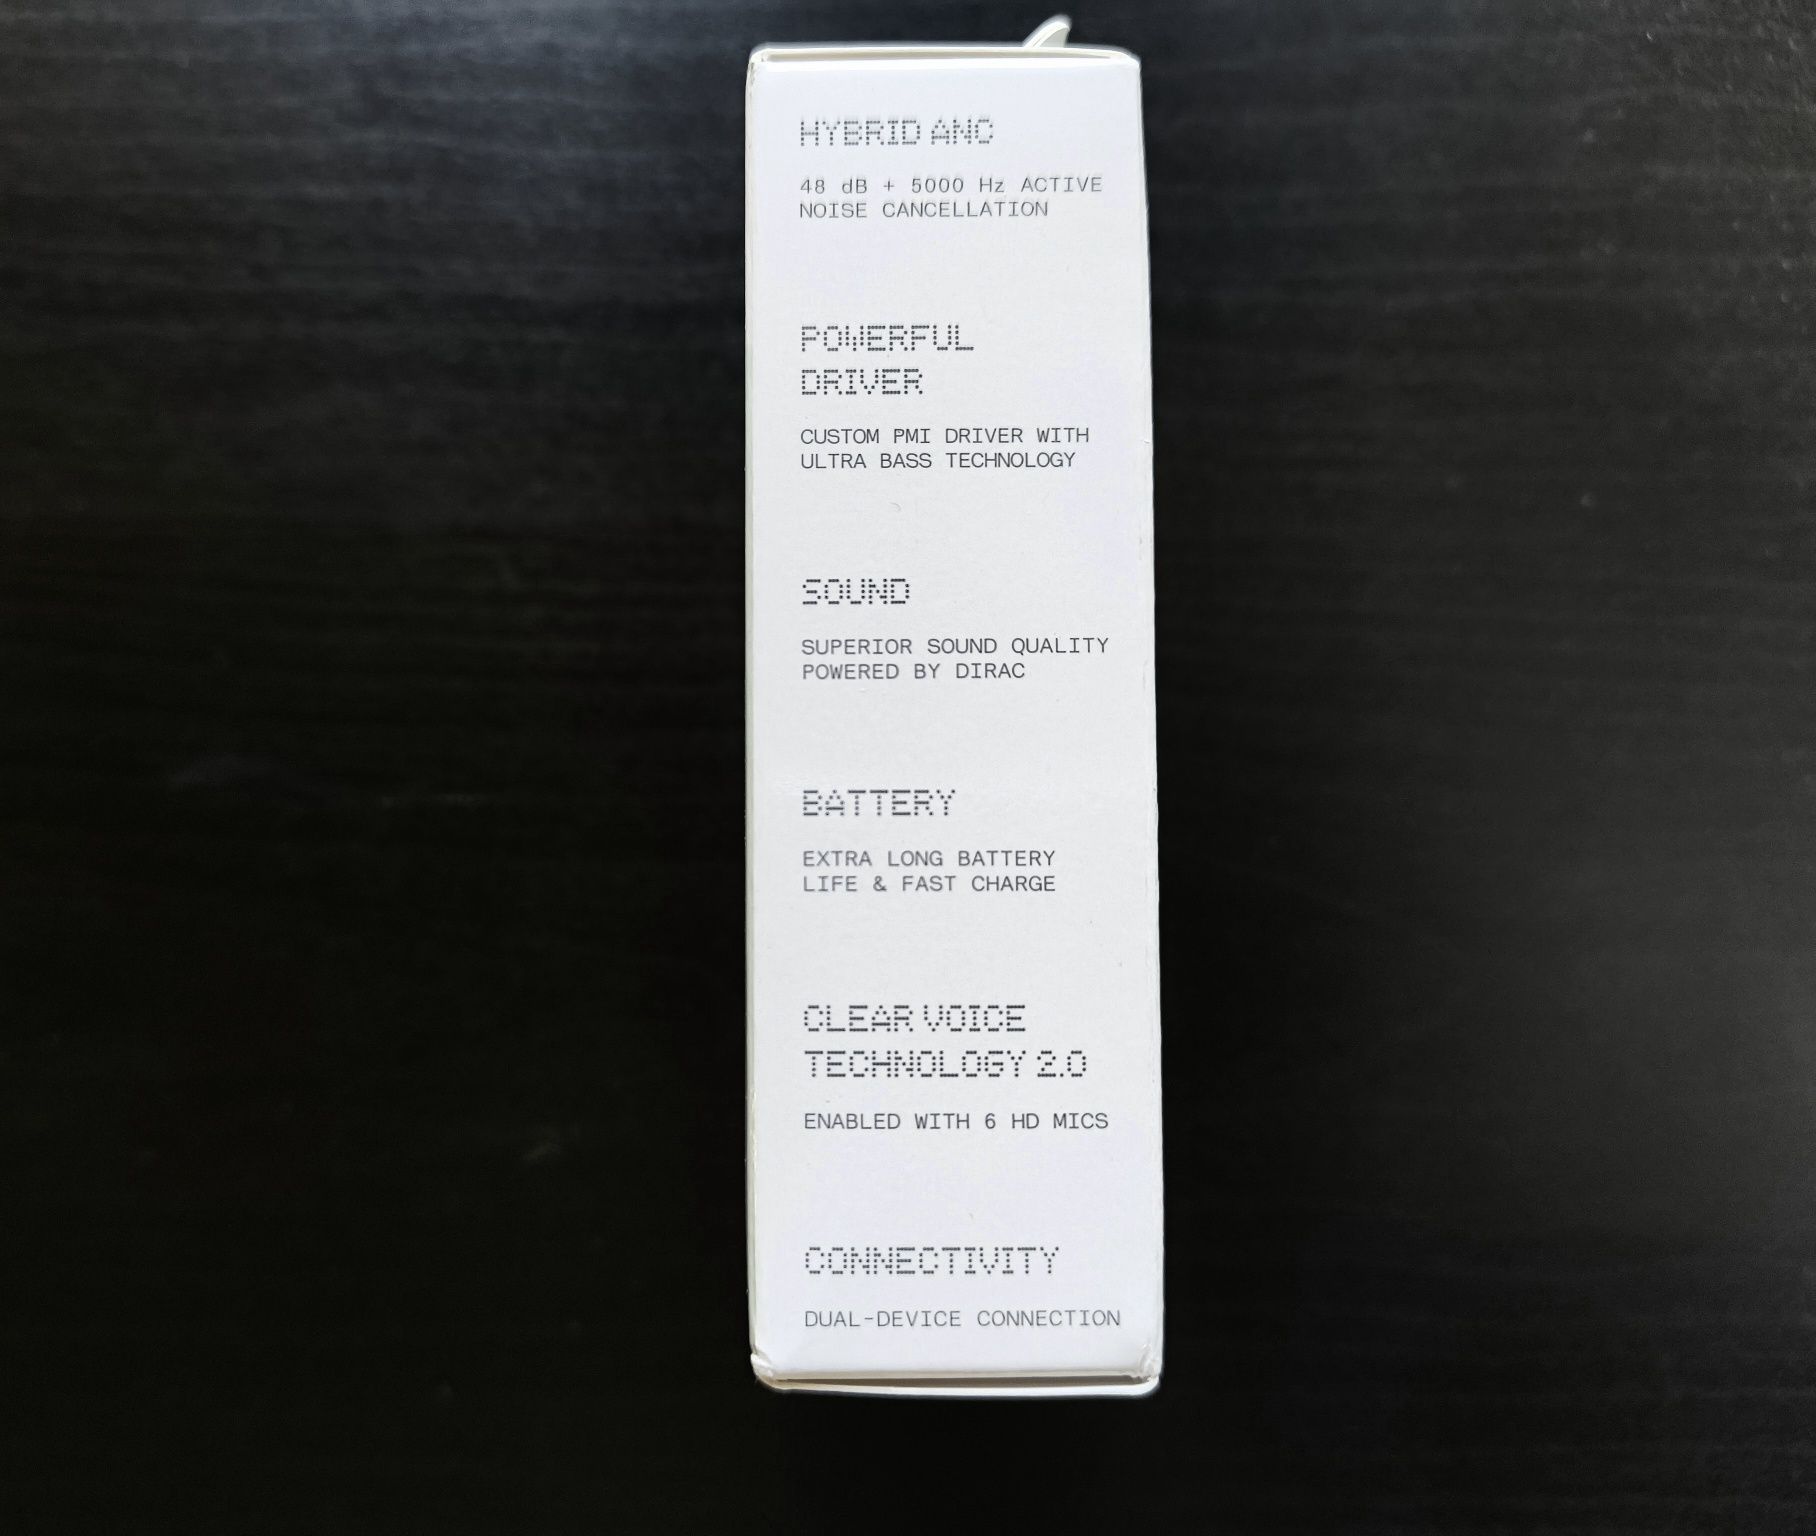 HYBRID ANC
48 dB + 5000 Hz ACTIVE
NOISE CANCELLATION
POWERFUL
DRIVER
CUSTOM PMI DRIVER WITH
ULTRA BASS TECHNOLOGY
SOUND
SUPERIOR SOUND QUALITY
POWERED BY DIRAC
BATTERY
EXTRA LONG BATTERY
LIFE & FAST CHARGE
CLEAR VOICE
TECHNOLOGY 2.0
ENABLED WITH 6 HD MICS
CONNECTIVITY
DUAL-DEVICE CONNECTION